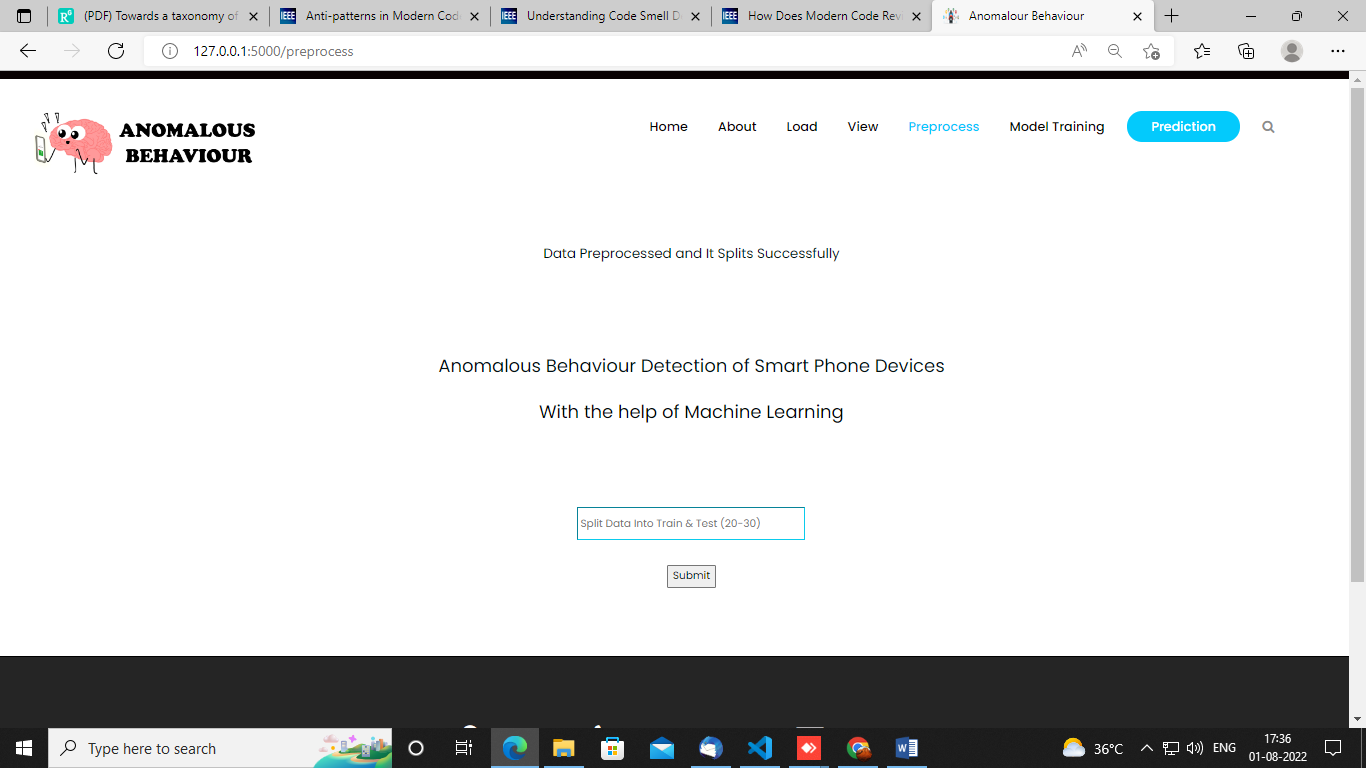 (PDF) Towards a taxonomy of
Anti-patterns in Modern Cod
Understanding Code Smell D
How Does Modern Code Revi
Anomalour Behaviour
127.0.0.1:5000/preprocess
ANOMALOUS
BEHAVIOUR
Home
About
Load
View
Preprocess
Model Training
Prediction
Data Preprocessed and It Splits Successfully
Anomalous Behaviour Detection of Smart Phone Devices
With the help of Machine Learning
Split Data Into Train & Test (20-30)
Submit
Type here to search
36°C
ENG
17:36
01-08-2022